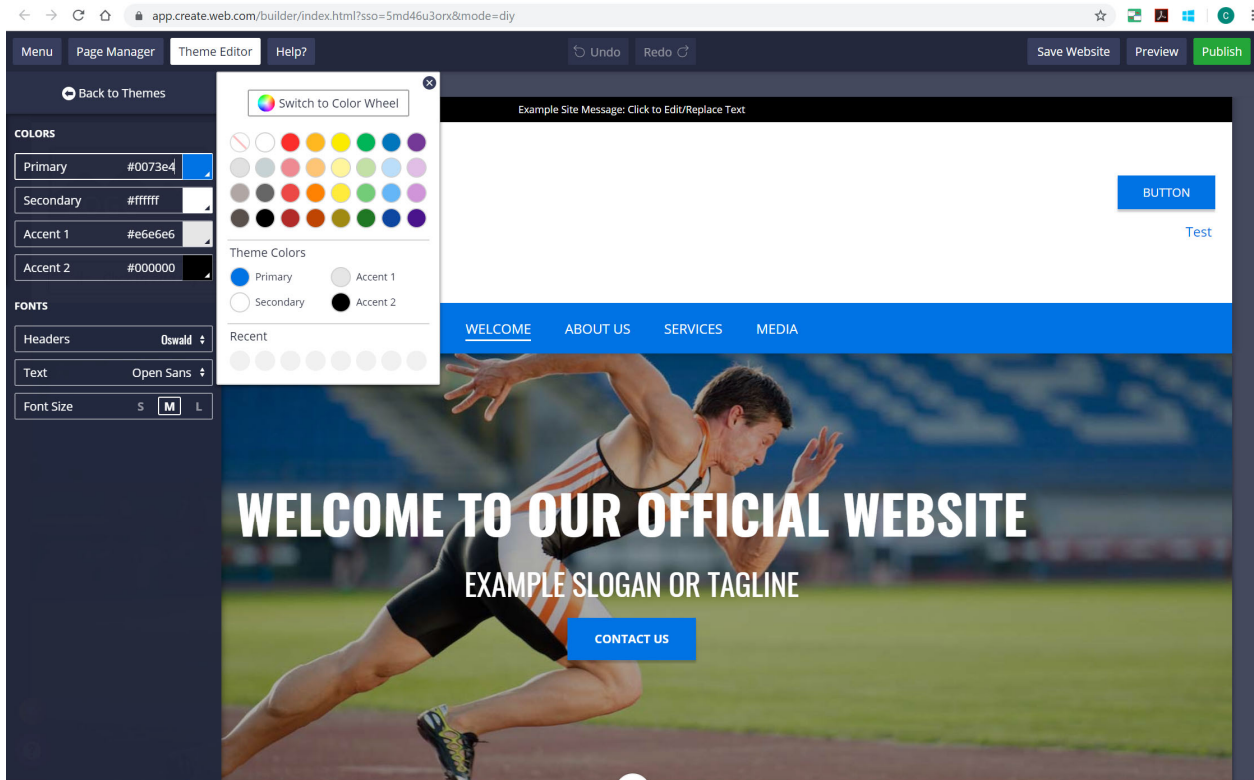 app.create.web.com/builder/index.html?sso=5md46u3orx&mode=diy
C
Menu Page Manager Theme Editor Help? Undo Redo Save Website Preview Publish
Back to Themes
COLORS
Primary #0073e4
Secondary #ffffff
Accent 1 #e6e6e6
Accent 2 #000000
FONTS
Headers Oswald
Text Open Sans
Font Size S M L
Switch to Color Wheel
Theme Colors
Primary Accent 1
Secondary Accent 2
Recent
Example Site Message: Click to Edit/Replace Text
BUTTON
Test
WELCOME ABOUT US SERVICES MEDIA
WELCOME TO OUR OFFICIAL WEBSITE
EXAMPLE SLOGAN OR TAGLINE
CONTACT US